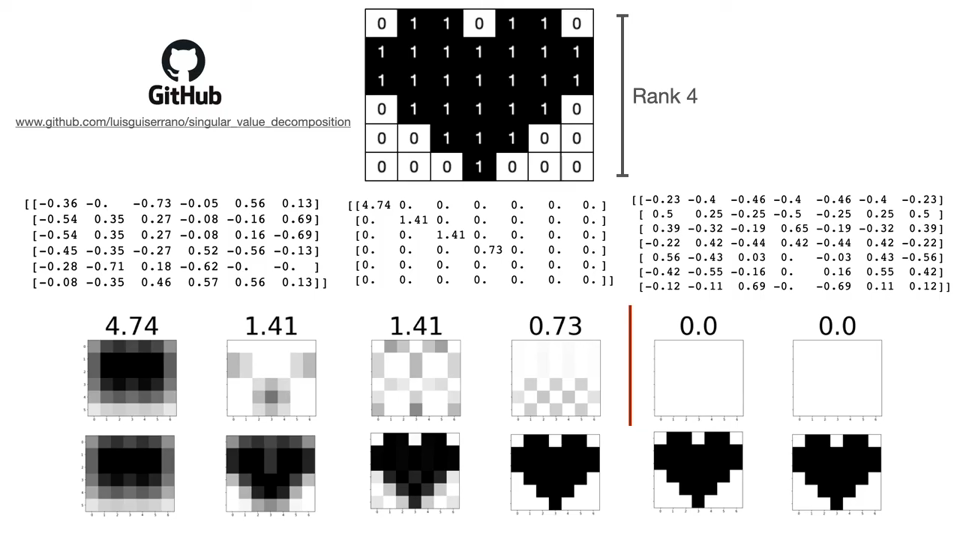 0 1 1 0 1 1 0
1 1 1 1 1 1 1
1 1 1 1 1 1 1
0 1 1 1 1 1 0
0 0 1 1 1 0 0
0 0 0 1 0 0 0
Rank 4
GitHub
www.github.com/luisguiserrano/singular_value_decomposition
[[-0.36 -0. -0.73 -0.05 0.56 0.13]
[-0.54 0.35 0.27 -0.08 -0.16 0.69]
[-0.54 0.35 0.27 -0.08 0.16 -0.69]
[-0.45 0.35 -0.27 0.52 -0.56 -0.13]
[-0.28 -0.71 0.18 -0.62 -0. -0. ]
[-0.08 -0.35 0.46 0.57 0.56 0.13]]
[[4.74 0. 0. 0. 0. 0. 0. ]
[0. 1.41 0. 0. 0. 0. 0. ]
[0. 0. 1.41 0. 0. 0. 0. ]
[0. 0. 0. 0.73 0. 0. 0. ]
[0. 0. 0. 0. 0. 0. 0. ]
[0. 0. 0. 0. 0. 0. 0. ]]
[[-0.23 -0.4 -0.46 -0.4 -0.46 -0.4 -0.23]
[ 0.5 0.25 -0.25 -0.5 -0.25 0.25 0.5 ]
[ 0.39 -0.32 -0.19 0.65 -0.19 -0.32 0.39]
[-0.22 0.42 -0.44 0.42 -0.44 0.42 -0.22]
[ 0.56 -0.43 0.03 0. -0.03 0.43 -0.56]
[-0.42 -0.55 -0.16 0. 0.16 0.55 0.42]
[-0.12 -0.11 0.69 -0. -0.69 0.11 0.12]]
4.74 1.41 1.41 0.73 0.0 0.0